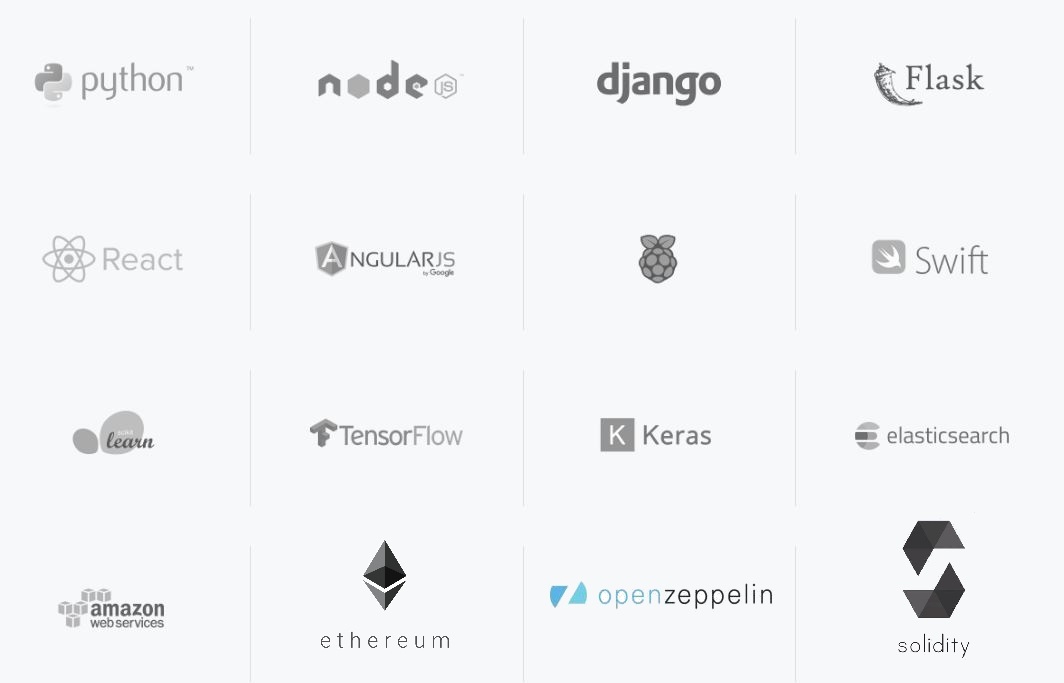 python™
node JS™
django
Flask
React
ANGULARJS
by Google
Swift
scikit
learn
TensorFlow
K Keras
elasticsearch
amazon
web services
ethereum
openzeppelin
solidity